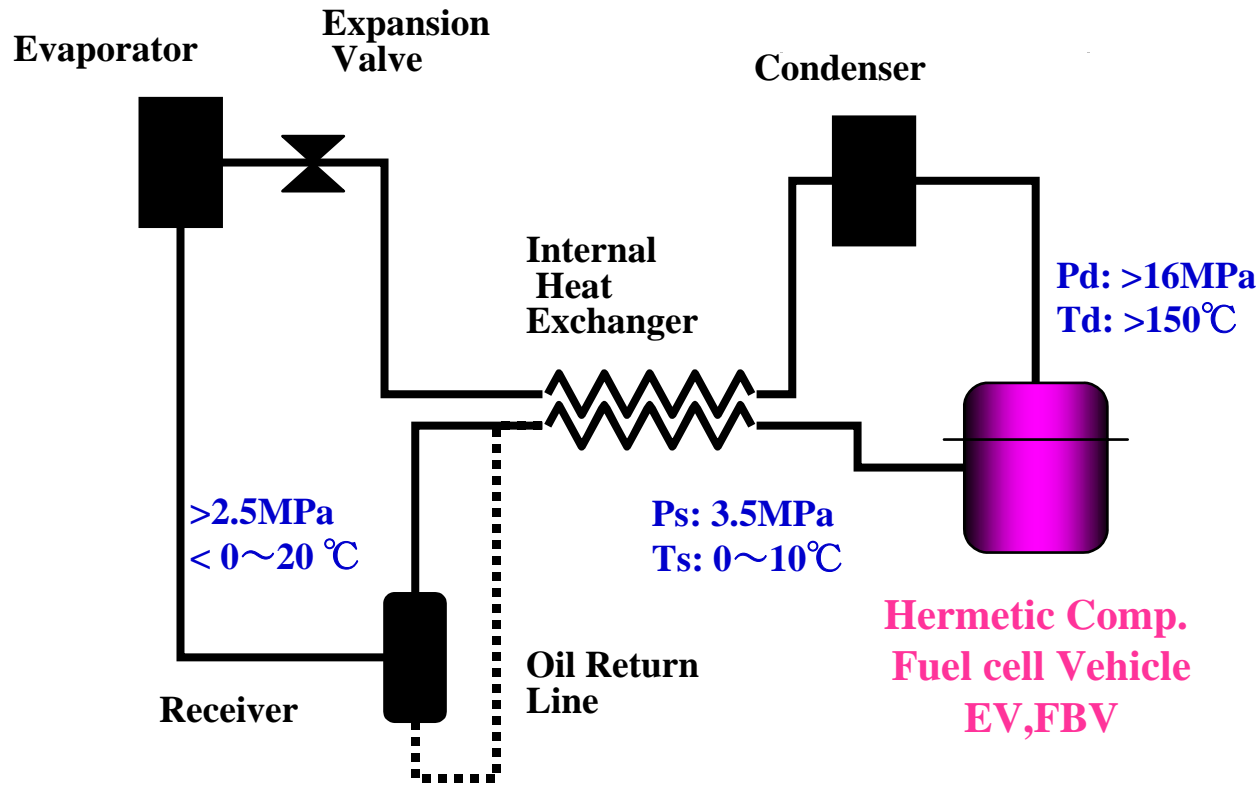 Evaporator
Expansion
Valve
Condenser
Internal
Heat
Exchanger
Pd: >16MPa
Td: >150℃
>2.5MPa
< 0～20 ℃
Ps: 3.5MPa
Ts: 0～10℃
Receiver
Oil Return
Line
Hermetic Comp.
Fuel cell Vehicle
EV,FBV